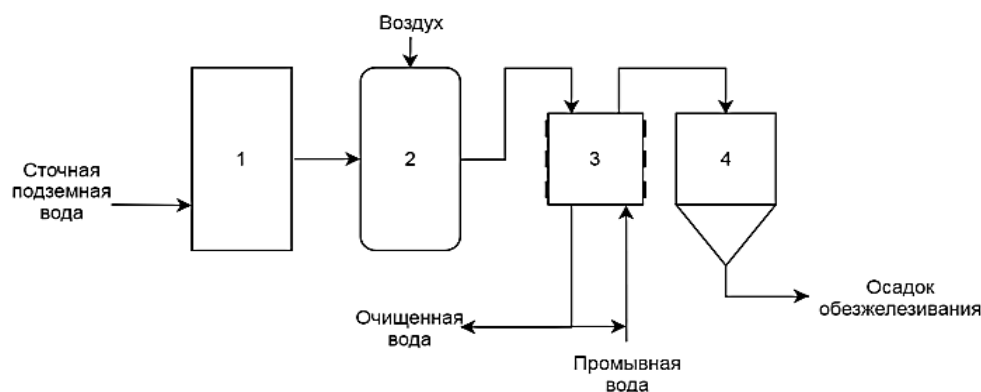 Воздух
1
2
3
4
Сточная
подземная
вода
Осадок
обезжелезивания
Очищенная
вода
Промывная
вода